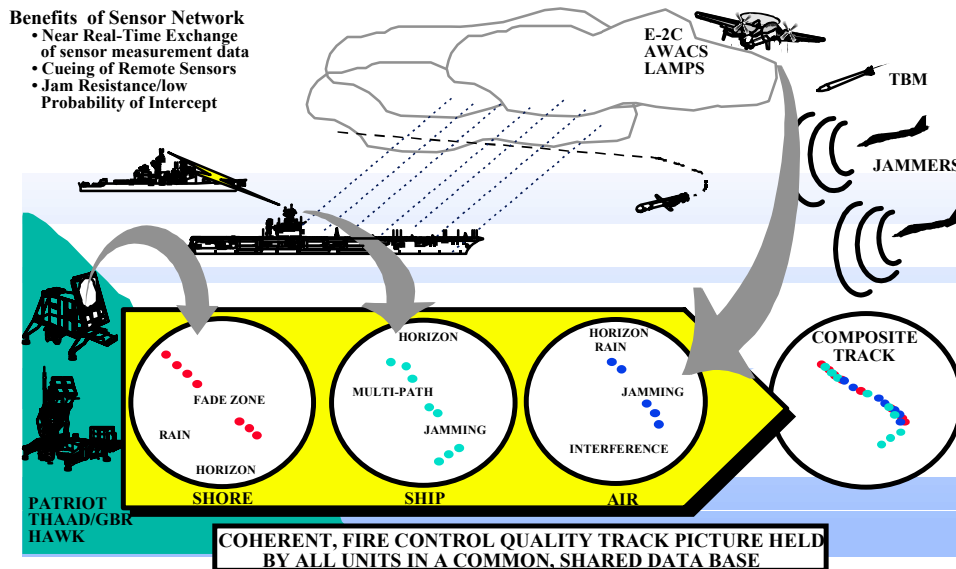 Benefits of Sensor Network
• Near Real-Time Exchange
of sensor measurement data
• Cueing of Remote Sensors
• Jam Resistance/low
Probability of Intercept
E-2C
AWACS
LAMPS
TBM
JAMMERS
HORIZON
MULTI-PATH
JAMMING
SHIP
FADE ZONE
RAIN
HORIZON
SHORE
HORIZON
RAIN
JAMMING
INTERFERENCE
AIR
COMPOSITE
TRACK
PATRIOT
THAAD/GBR
HAWK
COHERENT, FIRE CONTROL QUALITY TRACK PICTURE HELD
BY ALL UNITS IN A COMMON, SHARED DATA BASE